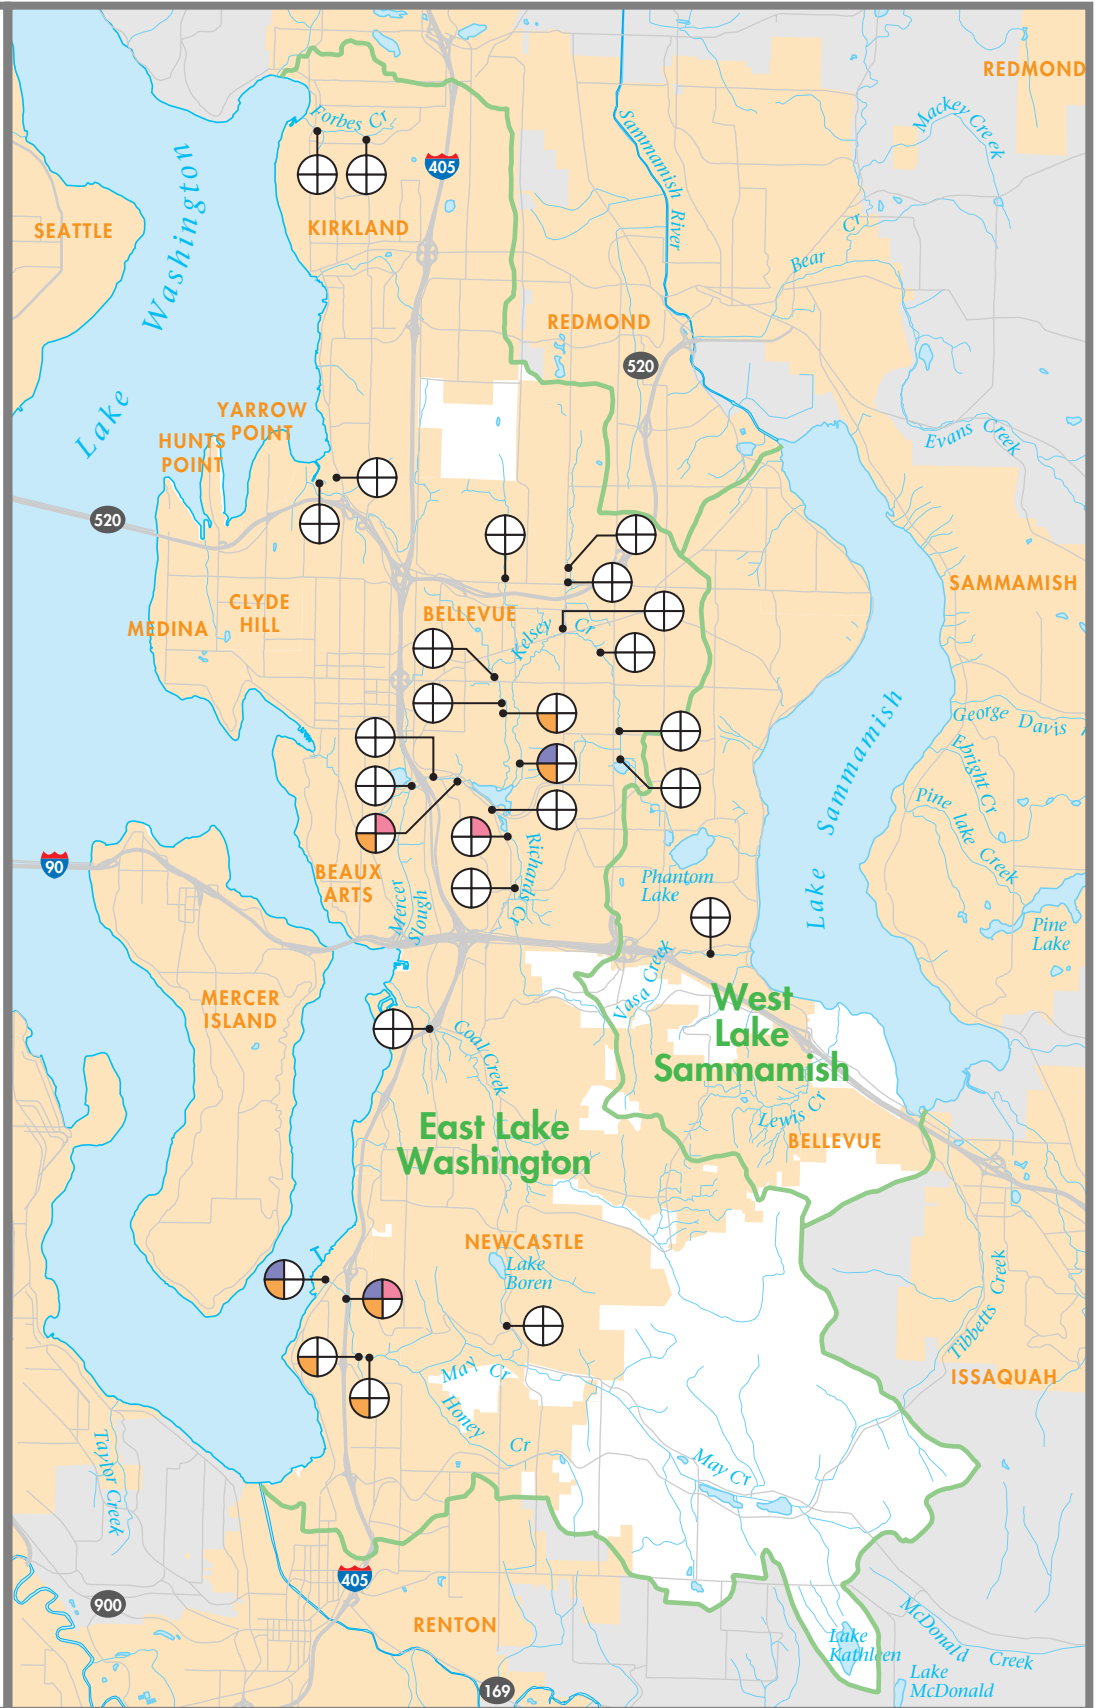 REDMOND
Mackey Creek
Forbes Cr
Sammamish River
405
Lake Washington
SEATTLE
KIRKLAND
Cr
Bear
REDMOND
520
YARROW
POINT
HUNTS
POINT
Evans Creek
520
SAMMAMISH
CLYDE
HILL
BELLEVUE
MEDINA
Kelsey Cr
George Davis
Ebright Cr
Lake Sammamish
Pine lake Creek
90
BEAUX
ARTS
Richards Cr
Phantom
Lake
Mercer
Slough
Pine
Lake
Vasa Creek
MERCER
ISLAND
West
Lake
Sammamish
Coal Creek
Lewis Cr
East Lake
Washington
BELLEVUE
NEWCASTLE
Lake
Boren
Tibbetts Creek
May Cr
ISSAQUAH
Honey Cr
May Cr
Taylor Creek
405
900
RENTON
McDonald Creek
Lake
Kathleen
Lake
McDonald
169